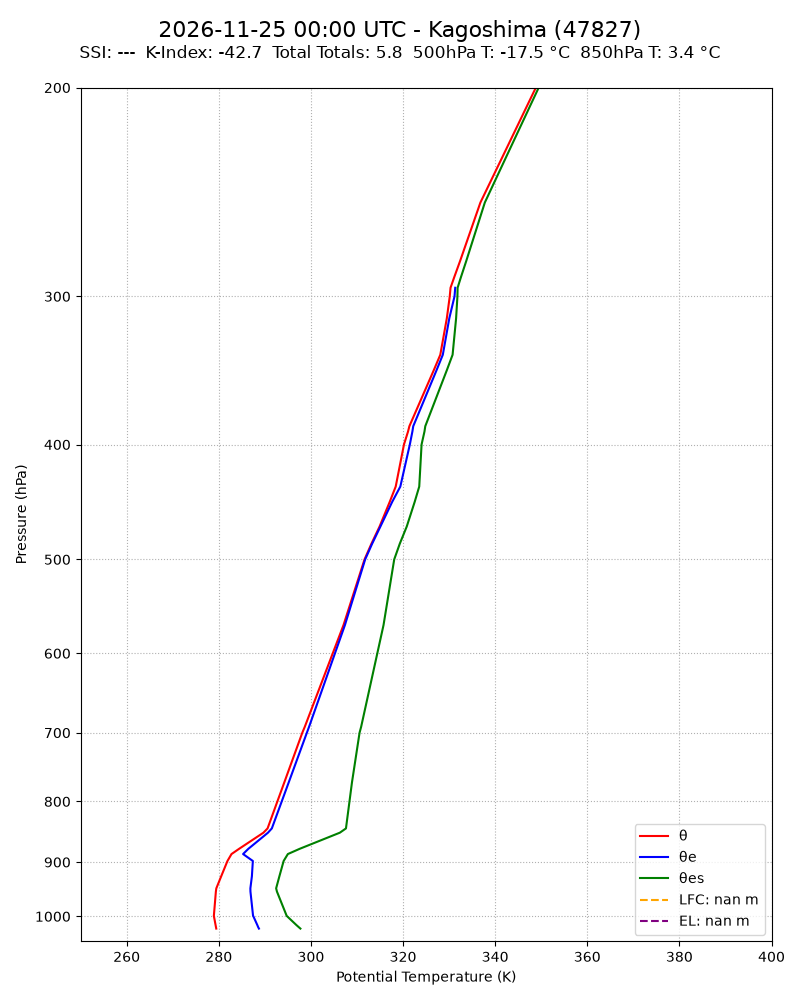 2026-11-25 00:00 UTC - Kagoshima (47827)
SSI: --- K-Index: -42.7 Total Totals: 5.8 500hPa T: -17.5 °C 850hPa T: 3.4 °C
200
300
400
500
600
700
800
900
1000
Pressure (hPa)
260 280 300 320 340 360 380 400
Potential Temperature (K)
θ
θe
θes
LFC: nan m
EL: nan m